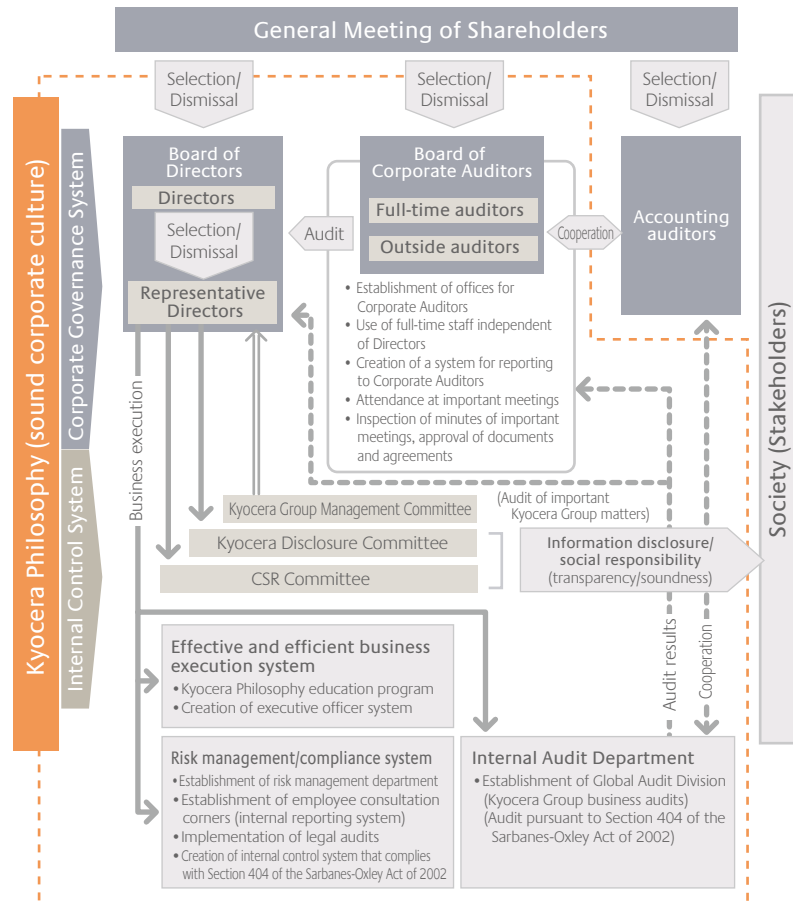 General Meeting of Shareholders
Selection/
Dismissal
Selection/
Dismissal
Selection/
Dismissal
Kyocera Philosophy (sound corporate culture)
Corporate Governance System
Internal Control System
Board of
Directors
Directors
Selection/
Dismissal
Representative
Directors
Audit
Board of
Corporate Auditors
Full-time auditors
Outside auditors
Cooperation
Accounting
auditors
• Establishment of offices for
Corporate Auditors
• Use of full-time staff independent
of Directors
• Creation of a system for reporting
to Corporate Auditors
• Attendance at important meetings
• Inspection of minutes of important
meetings, approval of documents
and agreements
Society (Stakeholders)
Business execution
Kyocera Group Management Committee
(Audit of important
Kyocera Group matters)
Kyocera Disclosure Committee
CSR Committee
Information disclosure/
social responsibility
(transparency/soundness)
Audit results
Cooperation
Effective and efficient business
execution system
• Kyocera Philosophy education program
• Creation of executive officer system
Risk management/compliance system
• Establishment of risk management department
• Establishment of employee consultation
corners (internal reporting system)
• Implementation of legal audits
• Creation of internal control system that complies
with Section 404 of the Sarbanes-Oxley Act of 2002
Internal Audit Department
• Establishment of Global Audit Division
(Kyocera Group business audits)
(Audit pursuant to Section 404 of the
Sarbanes-Oxley Act of 2002)